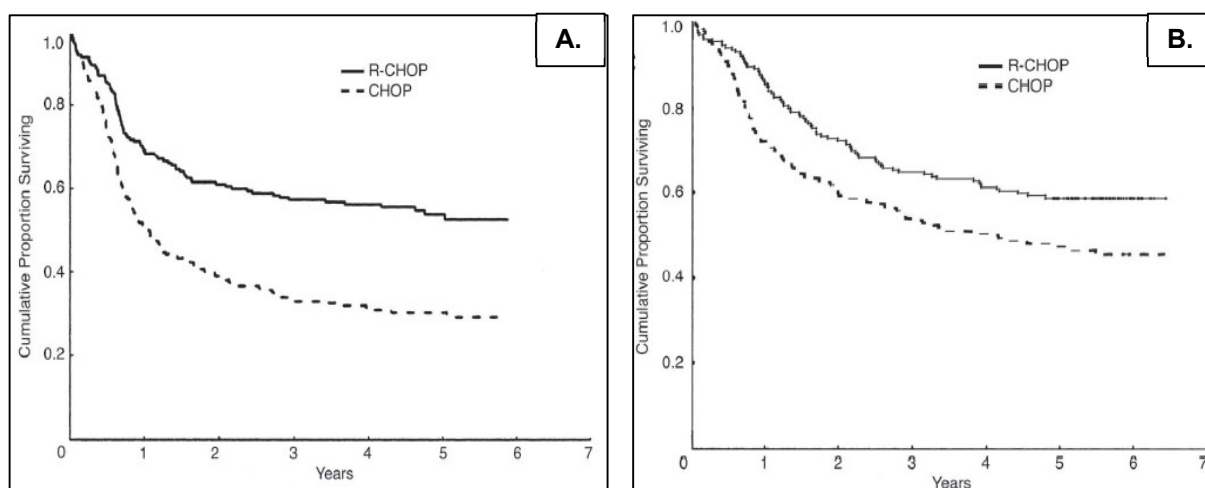 A.
1.0
0.8
0.6
0.4
0.2
0 1 2 3 4 5 6 7
Years
Cumulative Proportion Surviving
R-CHOP
CHOP
B.
1.0
0.8
0.6
0.4
0.2
0 1 2 3 4 5 6 7
Years
Cumulative Proportion Surviving
R-CHOP
CHOP